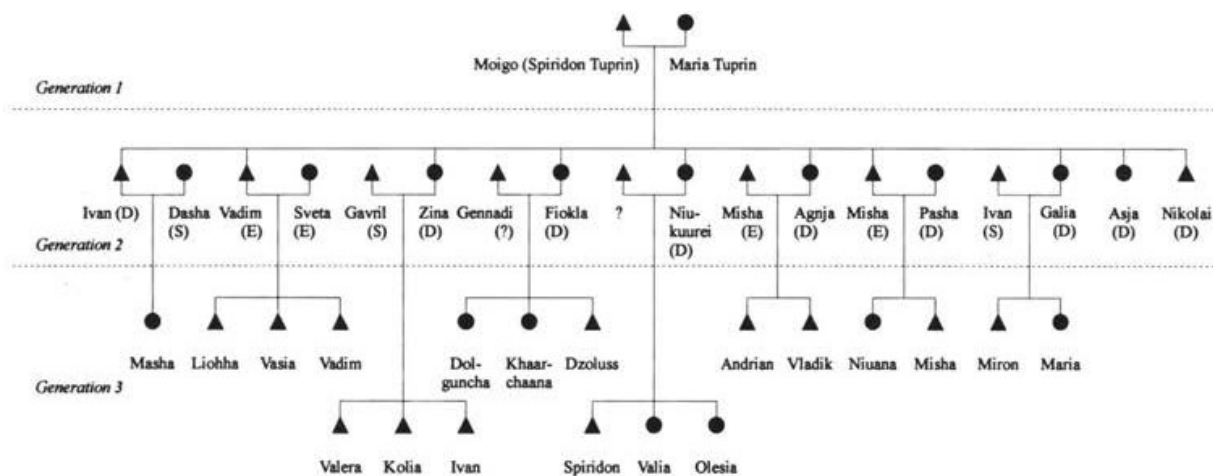 Moigo (Spiridon Tuprin) Maria Tuprin
Generation 1
Ivan (D) Dasha (S) Vadim (E) Sveta (E) Gavril (S) Zina (D) Gennadi (?) Fiokla (D) ? Niu-kuurei (D) Misha (E) Agnja (D) Misha (E) Pasha (D) Ivan (S) Galia (D) Asja (D) Nikolai (D)
Generation 2
Masha Liohha Vasia Vadim Dol-guncha Khaar-chaana Dzoluss Andrian Vladik Niuana Misha Miron Maria
Generation 3
Valera Kolia Ivan Spiridon Valia Olesia